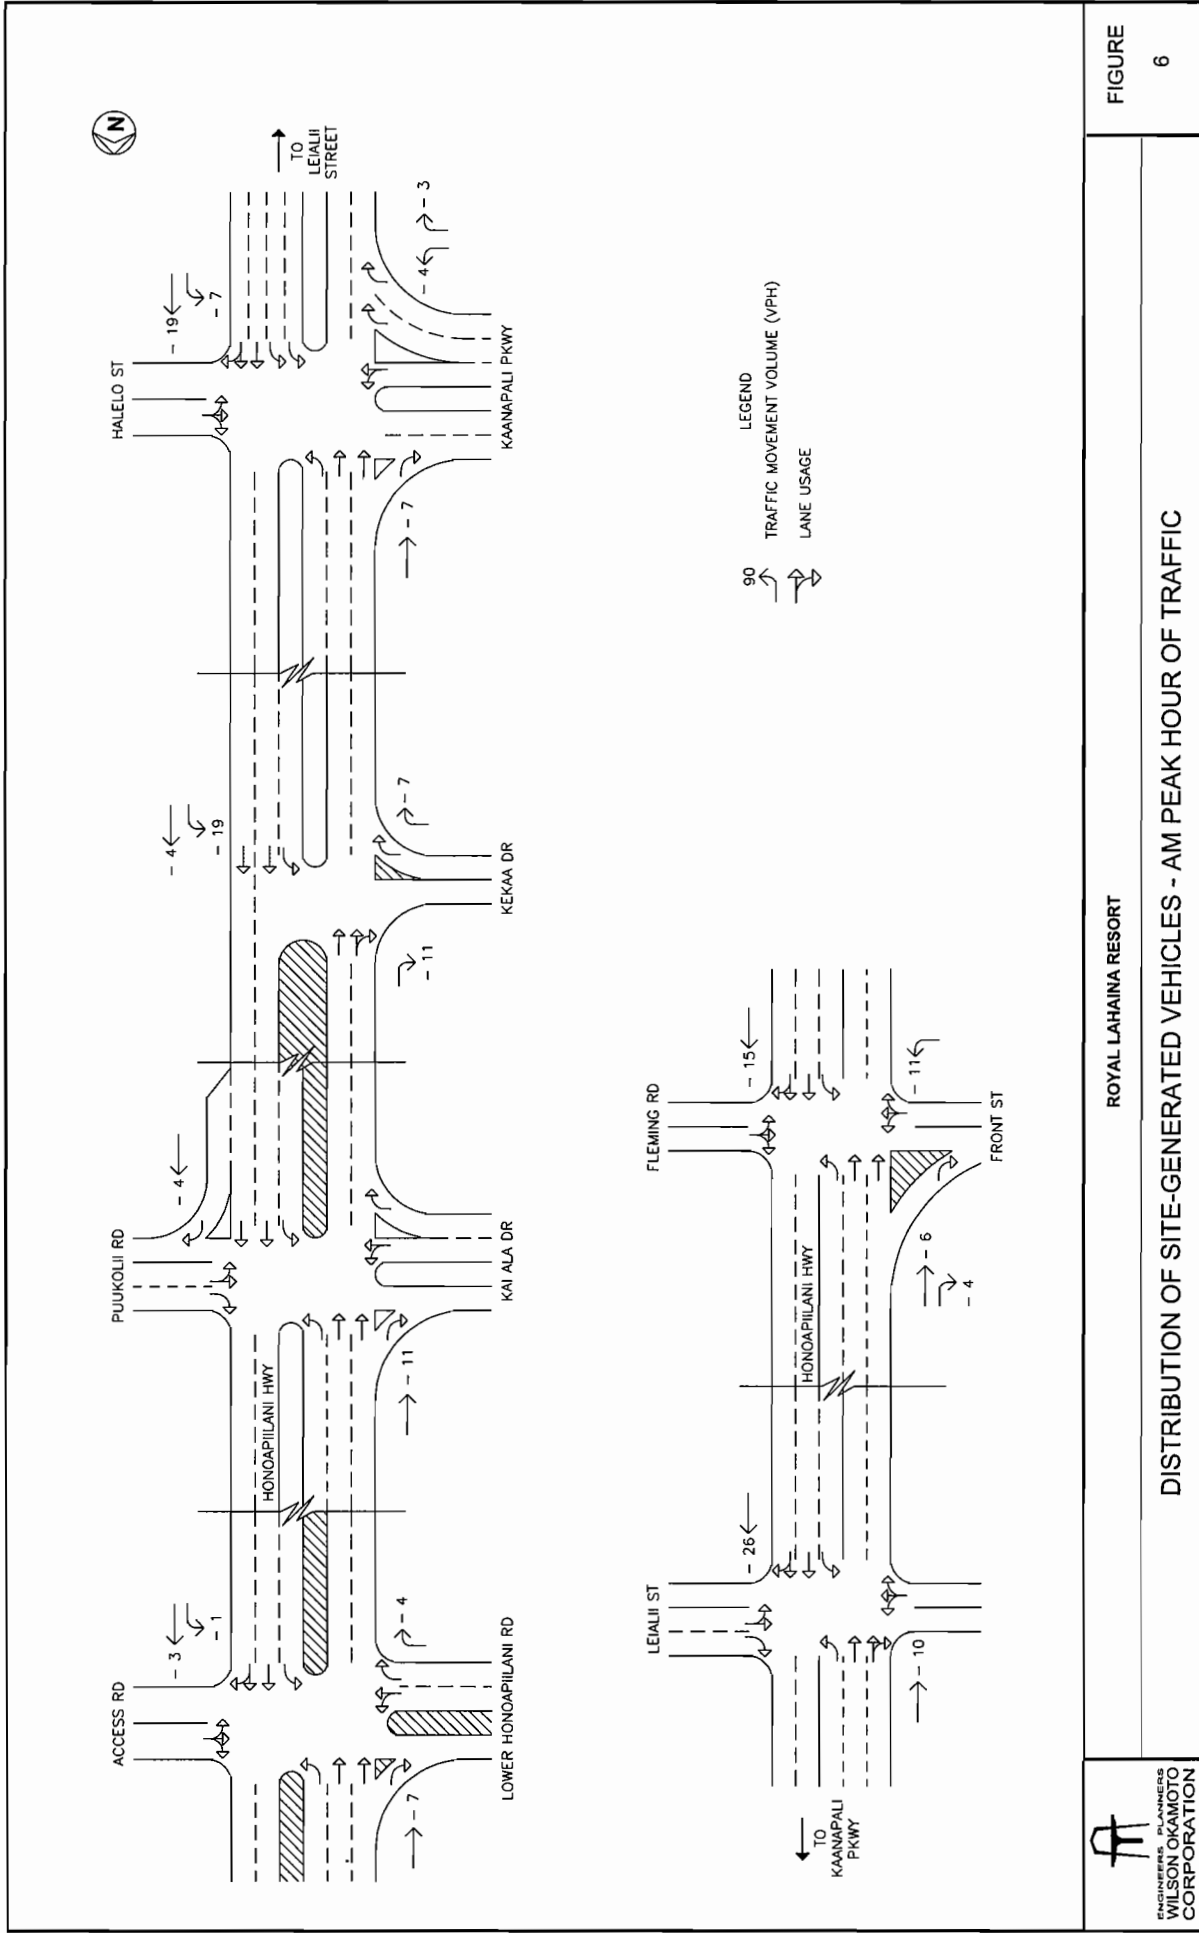 N
TO
LEIALII
STREET
ACCESS RD
PUUKOLII RD
HALELO ST
- 3
- 1
- 4
- 4
- 19
- 19
- 7
HONOAPIILANI HWY
- 7
- 4
- 11
- 11
- 7
- 7
- 4
- 3
LOWER HONOAPIILANI RD
KAI ALA DR
KEKAA DR
KAANAPALI PKWY
LEIALII ST
FLEMING RD
- 26
- 15
HONOAPIILANI HWY
TO
KAANAPALI
PKWY
- 10
- 6
- 4
- 11
FRONT ST
LEGEND
90
TRAFFIC MOVEMENT VOLUME (VPH)
LANE USAGE
ENGINEERS PLANNERS
WILSON OKAMOTO
CORPORATION
ROYAL LAHAINA RESORT
DISTRIBUTION OF SITE-GENERATED VEHICLES - AM PEAK HOUR OF TRAFFIC
FIGURE
6